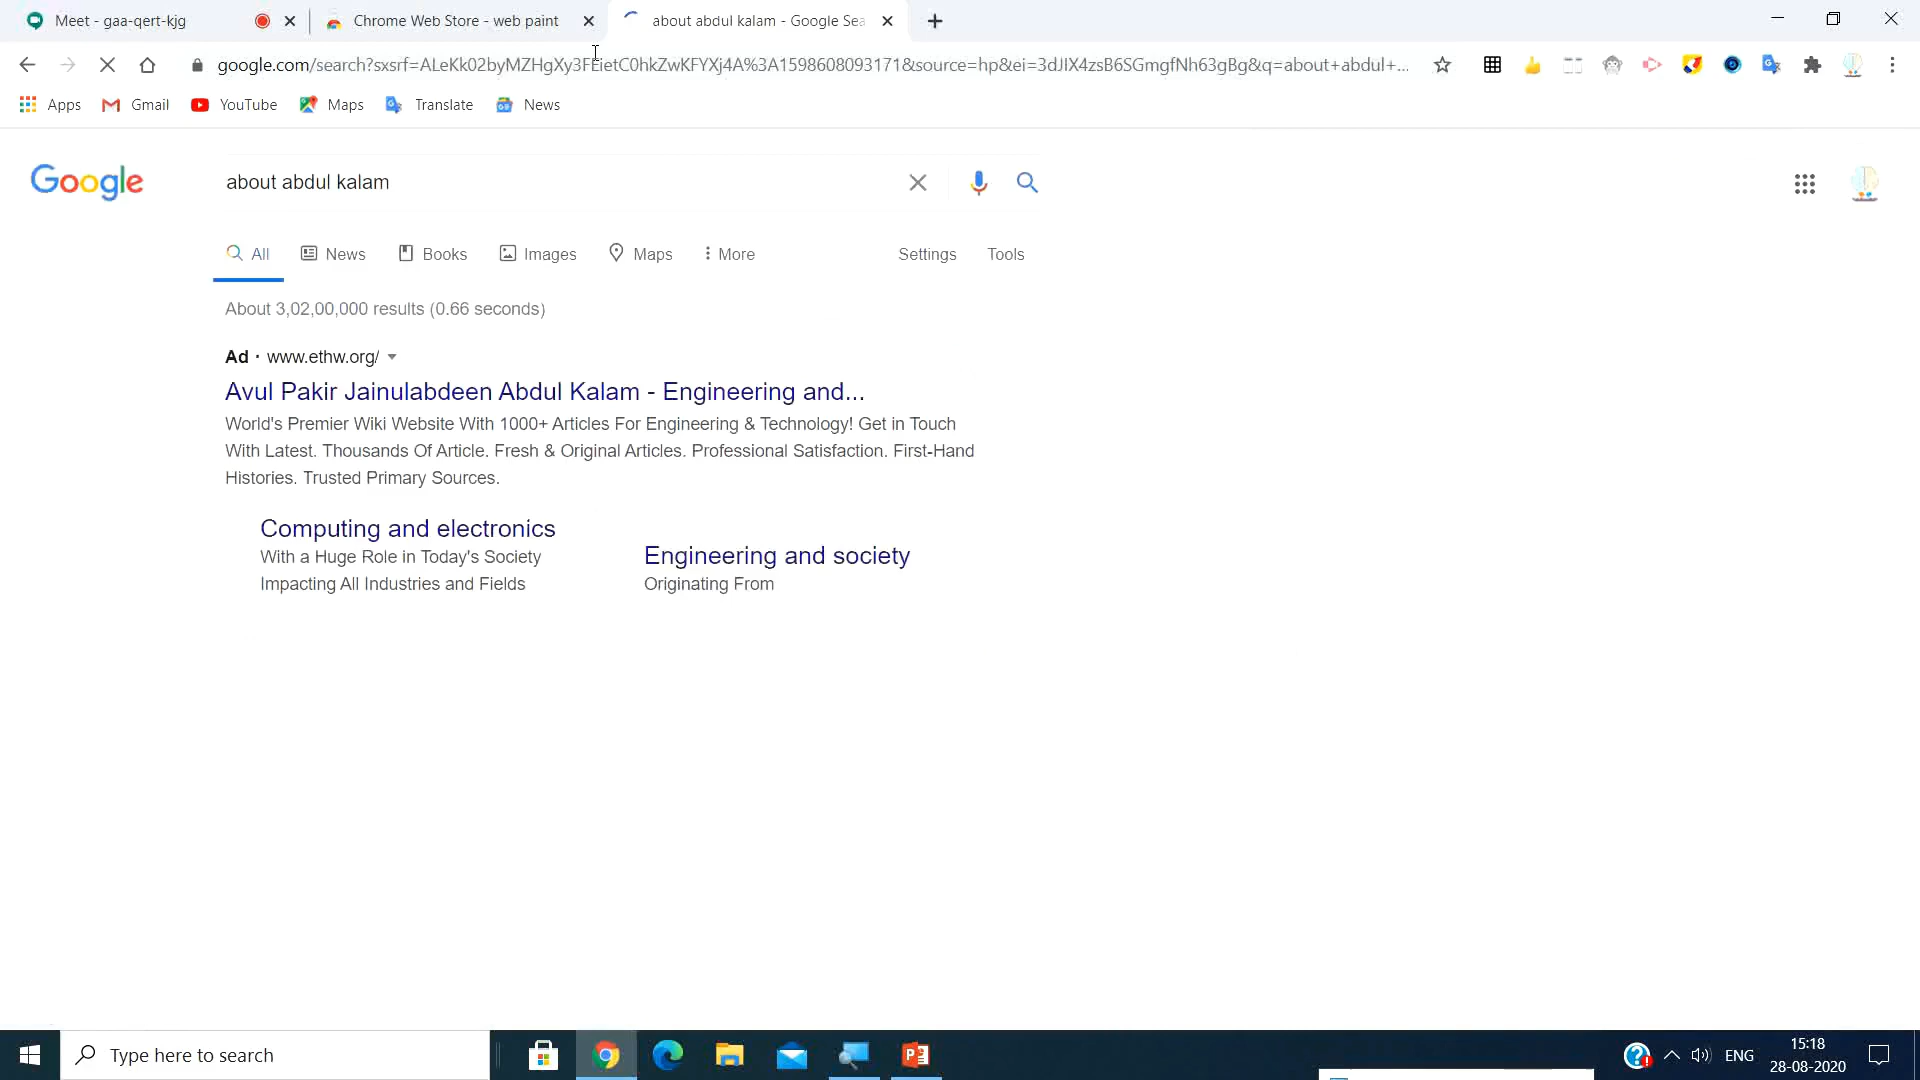 Meet - gaa-qert-kjg
Chrome Web Store - web paint
about abdul kalam - Google Sea
google.com/search?sxsrf=ALeKk02byMZHgXy3FEietC0hkZwKFYXj4A%3A1598608093171&source=hp&ei=3dJIX4zsB6SGmgfNh63gBg&q=about+abdul+...
Apps
Gmail
YouTube
Maps
Translate
News
Google
about abdul kalam
All
News
Books
Images
Maps
More
Settings
Tools
About 3,02,00,000 results (0.66 seconds)
Ad · www.ethw.org/
Avul Pakir Jainulabdeen Abdul Kalam - Engineering and...
World's Premier Wiki Website With 1000+ Articles For Engineering & Technology! Get in Touch
With Latest. Thousands Of Article. Fresh & Original Articles. Professional Satisfaction. First-Hand
Histories. Trusted Primary Sources.
Computing and electronics
With a Huge Role in Today's Society
Impacting All Industries and Fields
Engineering and society
Originating From
Type here to search
ENG
15:18
28-08-2020